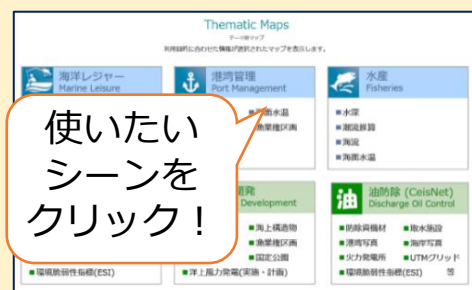 Thematic Maps
テーマ別マップ
利用目的に合わせた情報が選択されたマップを表示します。
海洋レジャー
Marine Leisure
港湾管理
Port Management
水産
Fisheries
■海面水温
■漁業権区画
■水深
■潮流推算
■海流
■海面水温
使いたい
シーンを
クリック!
開発
Development
油
油防除 (CeisNet)
Discharge Oil Control
■海上構造物
■漁業権区画
■国定公園
■洋上風力発電(実施・計画)
■防除資機材
■取水施設
■港湾写真
■海岸写真
■火力発電所
■UTMグリッド
■環境脆弱性指標(ESI)
等
■環境脆弱性指標(ESI)